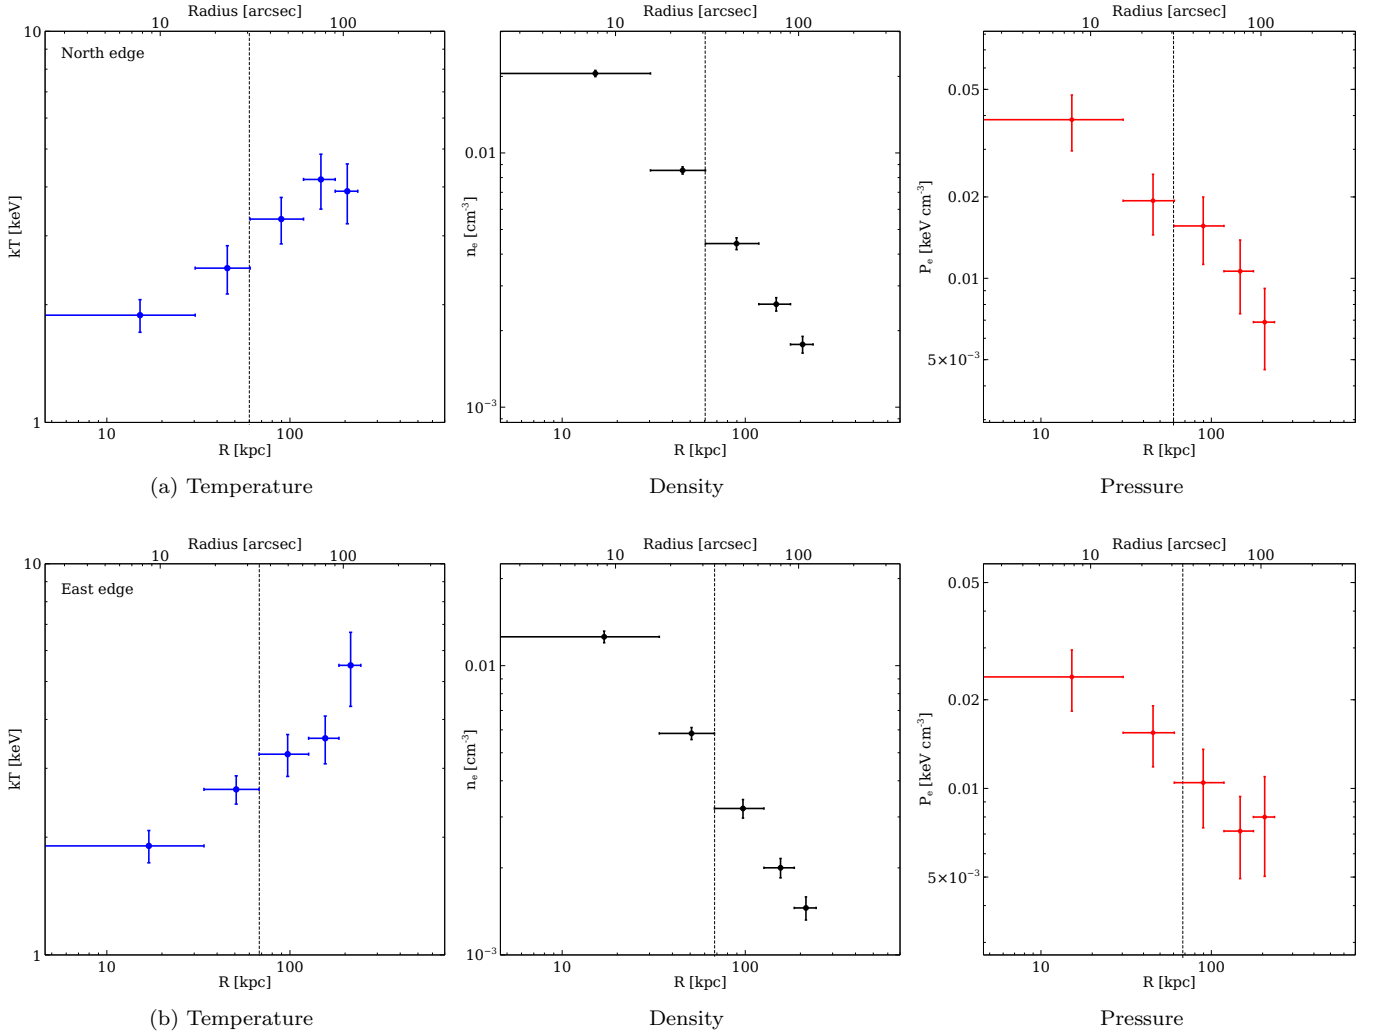 Radius [arcsec] Radius [arcsec] Radius [arcsec]
10 100 10 100 10 100
10
North edge
kT [keV]
1
10 100
R [kpc]
0.01
nₑ [cm⁻³]
10⁻³
10 100
R [kpc]
0.05
0.02
0.01
5×10⁻³
Pₑ [keV cm⁻³]
10 100
R [kpc]
(a) Temperature Density Pressure
Radius [arcsec] Radius [arcsec] Radius [arcsec]
10 100 10 100 10 100
10
East edge
kT [keV]
1
10 100
R [kpc]
0.01
nₑ [cm⁻³]
10⁻³
10 100
R [kpc]
0.05
0.02
0.01
5×10⁻³
Pₑ [keV cm⁻³]
10 100
R [kpc]
(b) Temperature Density Pressure